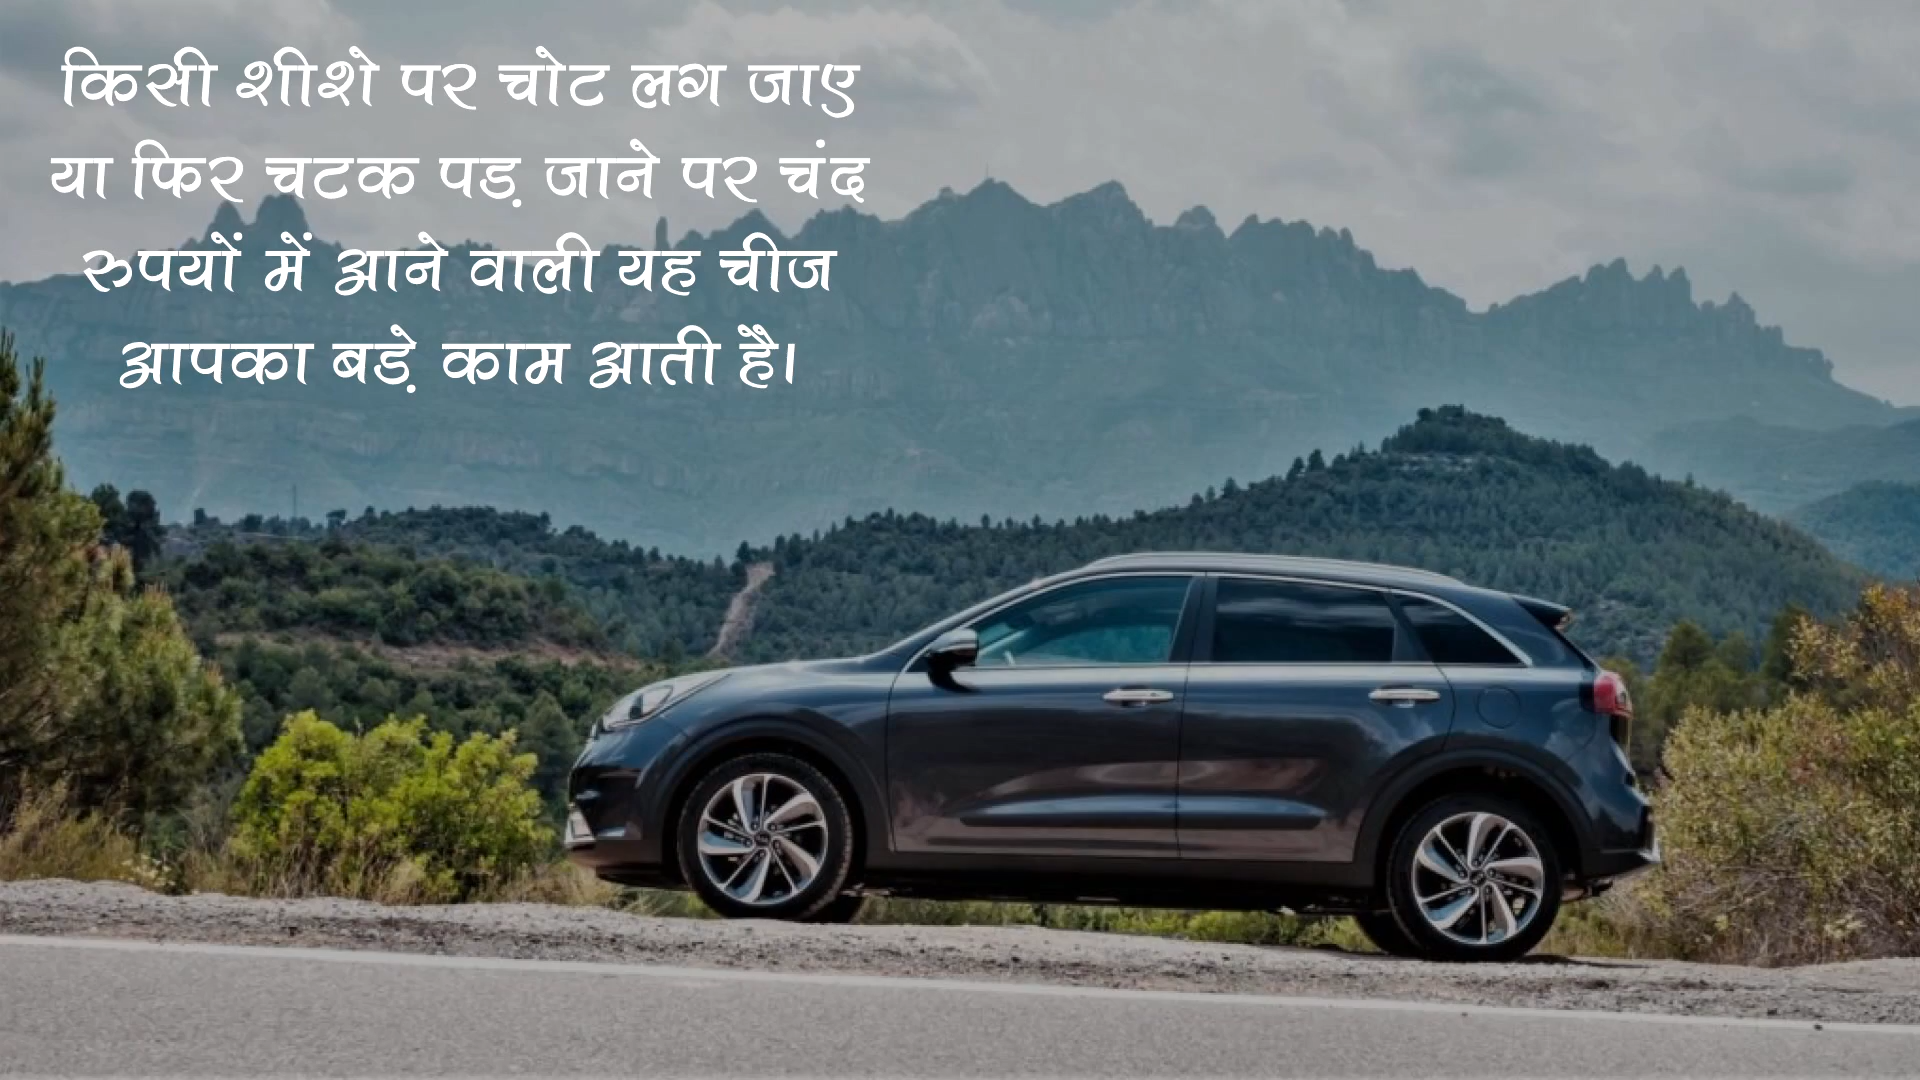 किसी शीशे पर चोट लग जाए
या फिर चटक पड़ जाने पर चंद
रुपयों में आने वाली यह चीज
आपका बड़े काम आती है।